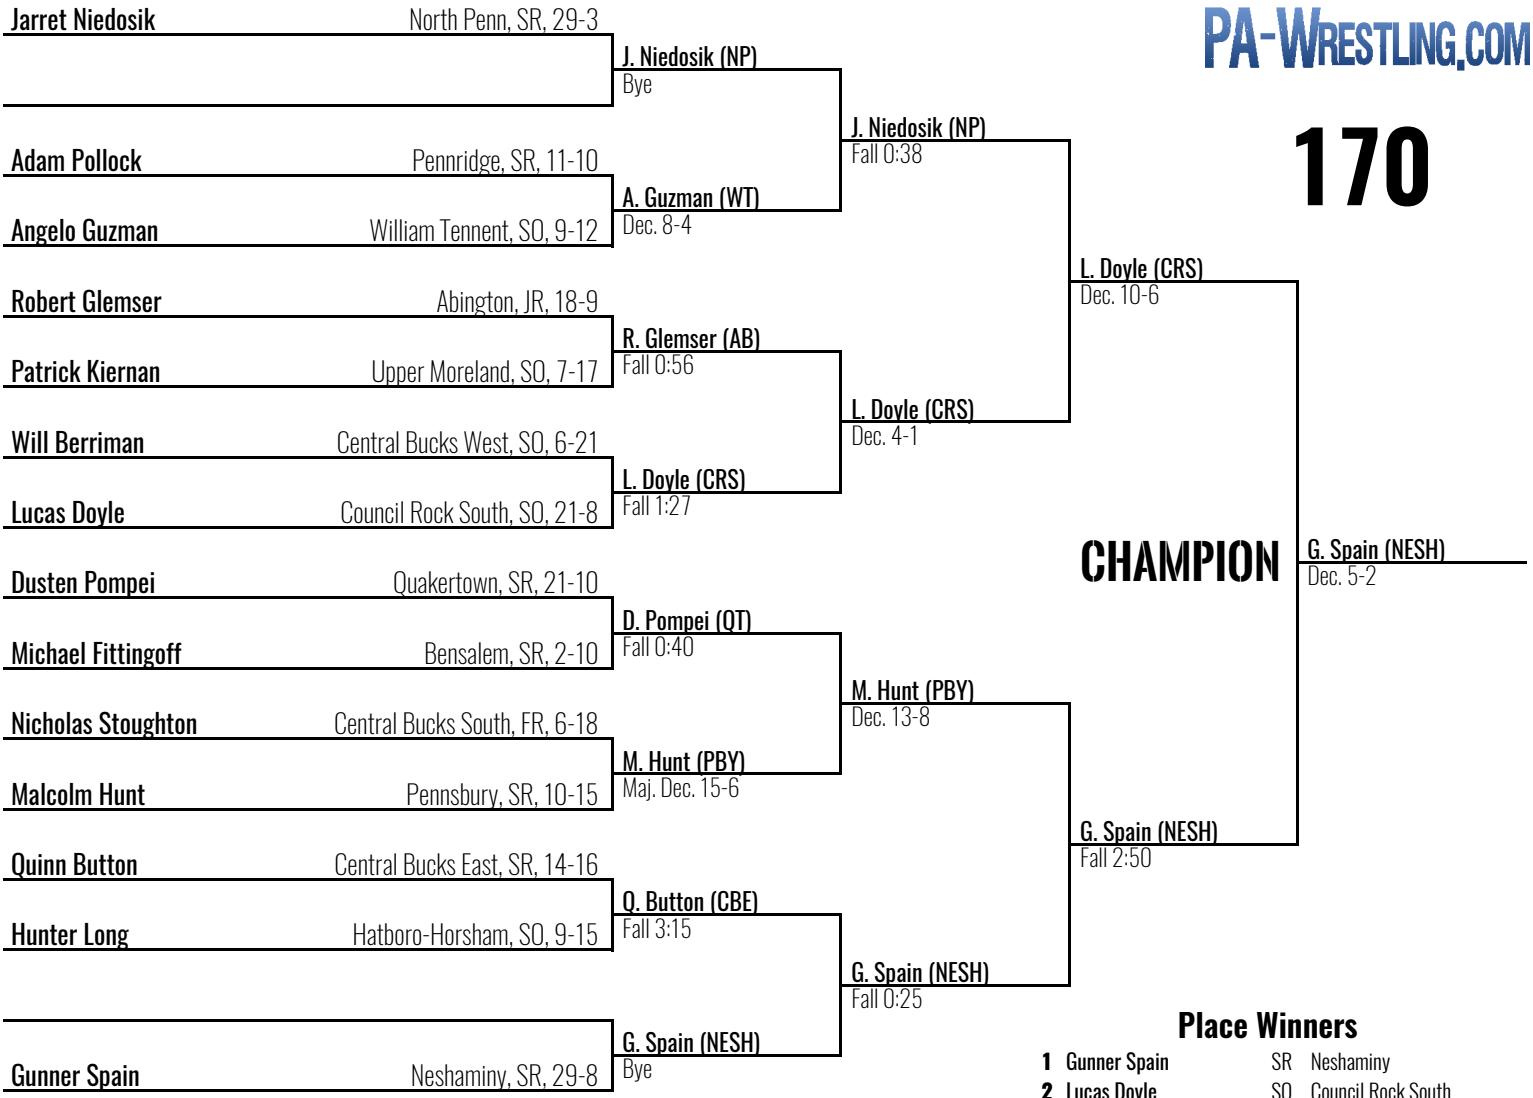 PA-WRESTLING.COM
170
Jarret Niedosik North Penn, SR, 29-3
J. Niedosik (NP)
Bye
J. Niedosik (NP)
Fall 0:38
Adam Pollock Pennridge, SR, 11-10
A. Guzman (WT)
Dec. 8-4
Angelo Guzman William Tennent, SO, 9-12
L. Doyle (CRS)
Dec. 10-6
Robert Glemser Abington, JR, 18-9
R. Glemser (AB)
Fall 0:56
Patrick Kiernan Upper Moreland, SO, 7-17
L. Doyle (CRS)
Dec. 4-1
Will Berriman Central Bucks West, SO, 6-21
L. Doyle (CRS)
Fall 1:27
Lucas Doyle Council Rock South, SO, 21-8
CHAMPION
G. Spain (NESH)
Dec. 5-2
Dusten Pompei Quakertown, SR, 21-10
D. Pompei (QT)
Fall 0:40
Michael Fittingoff Bensalem, SR, 2-10
M. Hunt (PBY)
Dec. 13-8
Nicholas Stoughton Central Bucks South, FR, 6-18
M. Hunt (PBY)
Maj. Dec. 15-6
Malcolm Hunt Pennsbury, SR, 10-15
G. Spain (NESH)
Fall 2:50
Quinn Button Central Bucks East, SR, 14-16
Q. Button (CBE)
Fall 3:15
Hunter Long Hatboro-Horsham, SO, 9-15
G. Spain (NESH)
Fall 0:25
G. Spain (NESH)
Bye
Gunner Spain Neshaminy, SR, 29-8
Place Winners
1 Gunner Spain SR Neshaminy
2 Lucas Doyle SO Council Rock South